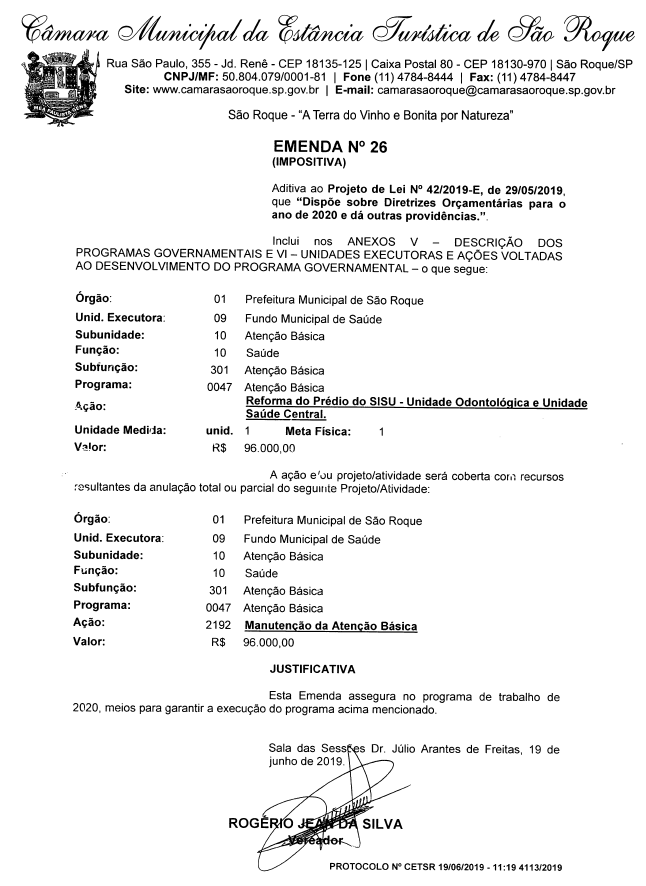 Câmara Municipal da Estância Turística de São Roque
Rua São Paulo, 355 - Jd. Renê - CEP 18135-125 | Caixa Postal 80 - CEP 18130-970 | São Roque/SP
CNPJ/MF: 50.804.079/0001-81 | Fone (11) 4784-8444 | Fax: (11) 4784-8447
Site: www.camarasaoroque.sp.gov.br | E-mail: camarasaoroque@camarasaoroque.sp.gov.br
São Roque - “A Terra do Vinho e Bonita por Natureza”
EMENDA Nº 26
(IMPOSITIVA)
Aditiva ao Projeto de Lei Nº 42/2019-E, de 29/05/2019,
que “Dispõe sobre Diretrizes Orçamentárias para o
ano de 2020 e dá outras providências.”.
Inclui nos ANEXOS V – DESCRIÇÃO DOS
PROGRAMAS GOVERNAMENTAIS E VI – UNIDADES EXECUTORAS E AÇÕES VOLTADAS
AO DESENVOLVIMENTO DO PROGRAMA GOVERNAMENTAL – o que segue:
Órgão: 01 Prefeitura Municipal de São Roque
Unid. Executora: 09 Fundo Municipal de Saúde
Subunidade: 10 Atenção Básica
Função: 10 Saúde
Subfunção: 301 Atenção Básica
Programa: 0047 Atenção Básica
Ação: Reforma do Prédio do SISU - Unidade Odontológica e Unidade
Saúde Central.
Unidade Medida: unid. 1 Meta Física: 1
Valor: R$ 96.000,00
A ação e/ou projeto/atividade será coberta com recursos
resultantes da anulação total ou parcial do seguinte Projeto/Atividade:
Órgão: 01 Prefeitura Municipal de São Roque
Unid. Executora: 09 Fundo Municipal de Saúde
Subunidade: 10 Atenção Básica
Função: 10 Saúde
Subfunção: 301 Atenção Básica
Programa: 0047 Atenção Básica
Ação: 2192 Manutenção da Atenção Básica
Valor: R$ 96.000,00
JUSTIFICATIVA
Esta Emenda assegura no programa de trabalho de
2020, meios para garantir a execução do programa acima mencionado.
Sala das Sessões Dr. Júlio Arantes de Freitas, 19 de
junho de 2019.
ROGÉRIO JEAN DA SILVA
Vereador
PROTOCOLO Nº CETSR 19/06/2019 - 11:19 4113/2019